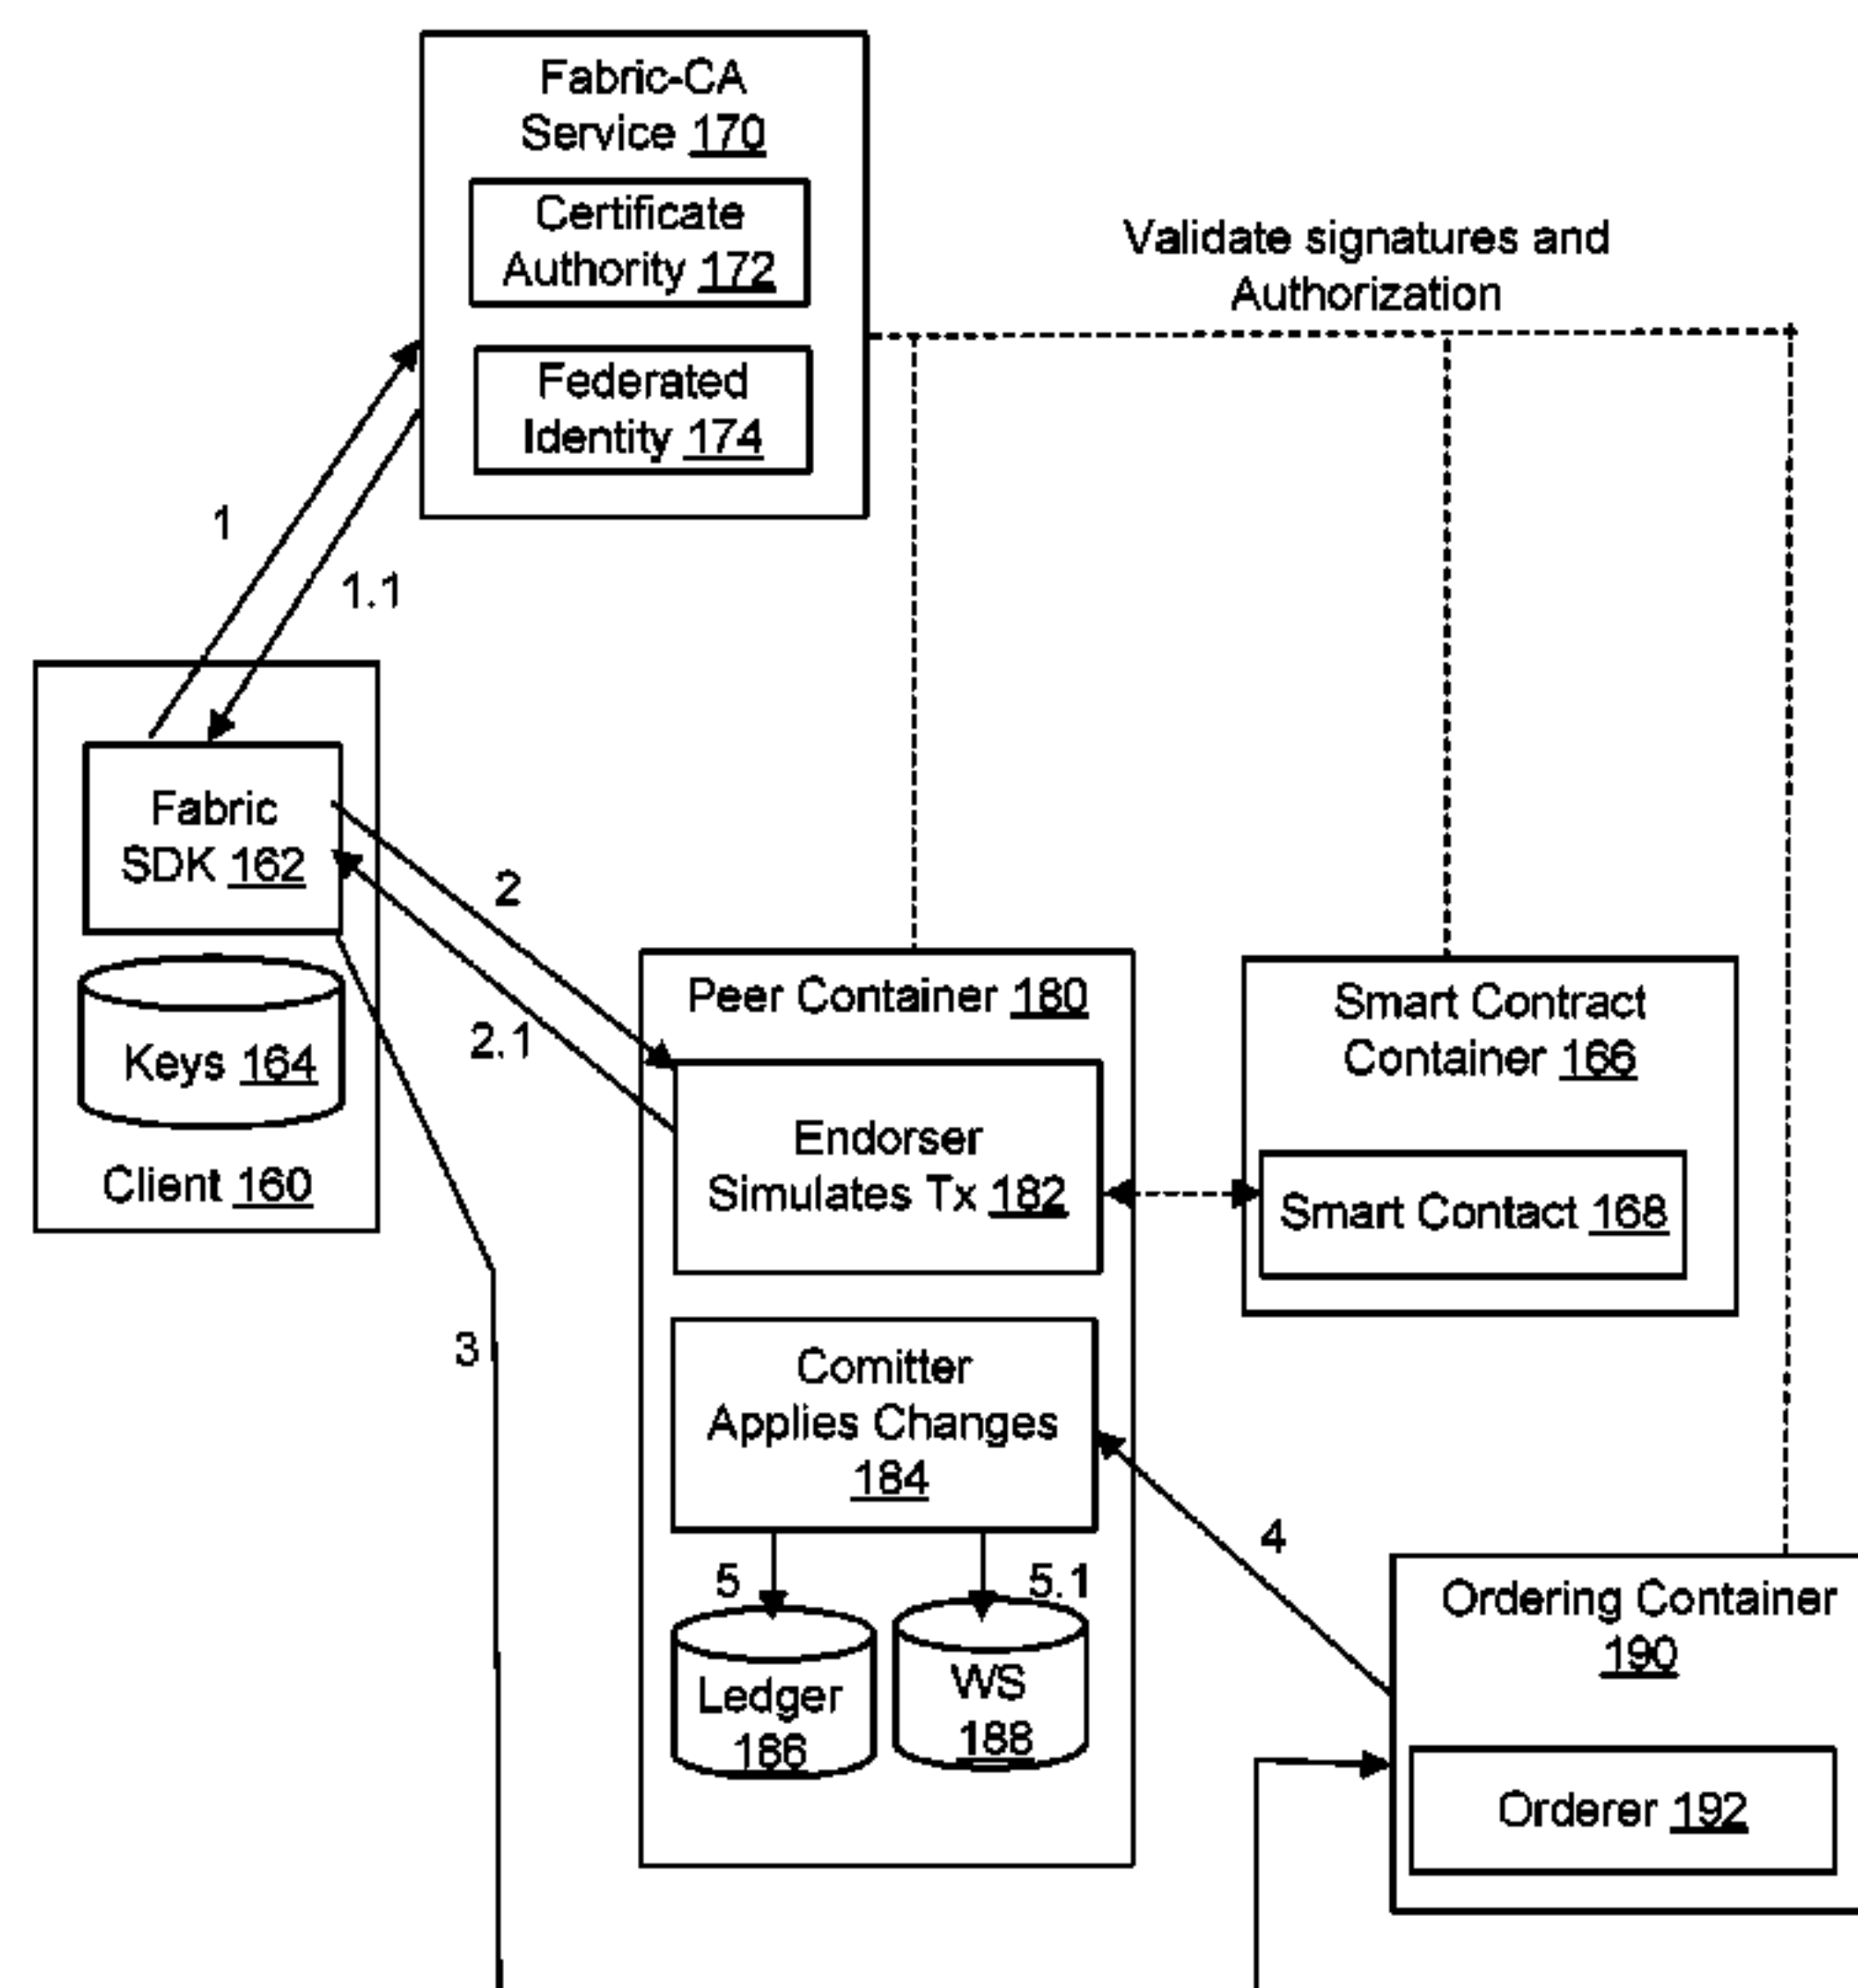 Fabric-CA
Service 170
Certificate
Authority 172
Federated
Identity 174
Validate signatures and
Authorization
1
1.1
Fabric
SDK 162
Keys 164
Client 160
2
2.1
3
Peer Container 180
Endorser
Simulates Tx 182
Comitter
Applies Changes
184
5
5.1
Ledger
186
WS
188
Smart Contract
Container 166
Smart Contact 168
4
Ordering Container
190
Orderer 192